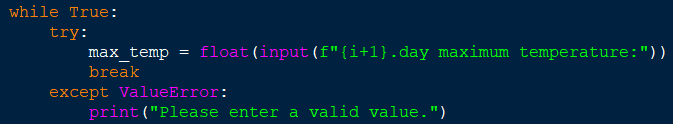 while True:
    try:
        max_temp = float(input(f"{i+1}.day maximum temperature:"))
        break
    except ValueError:
        print("Please enter a valid value.")